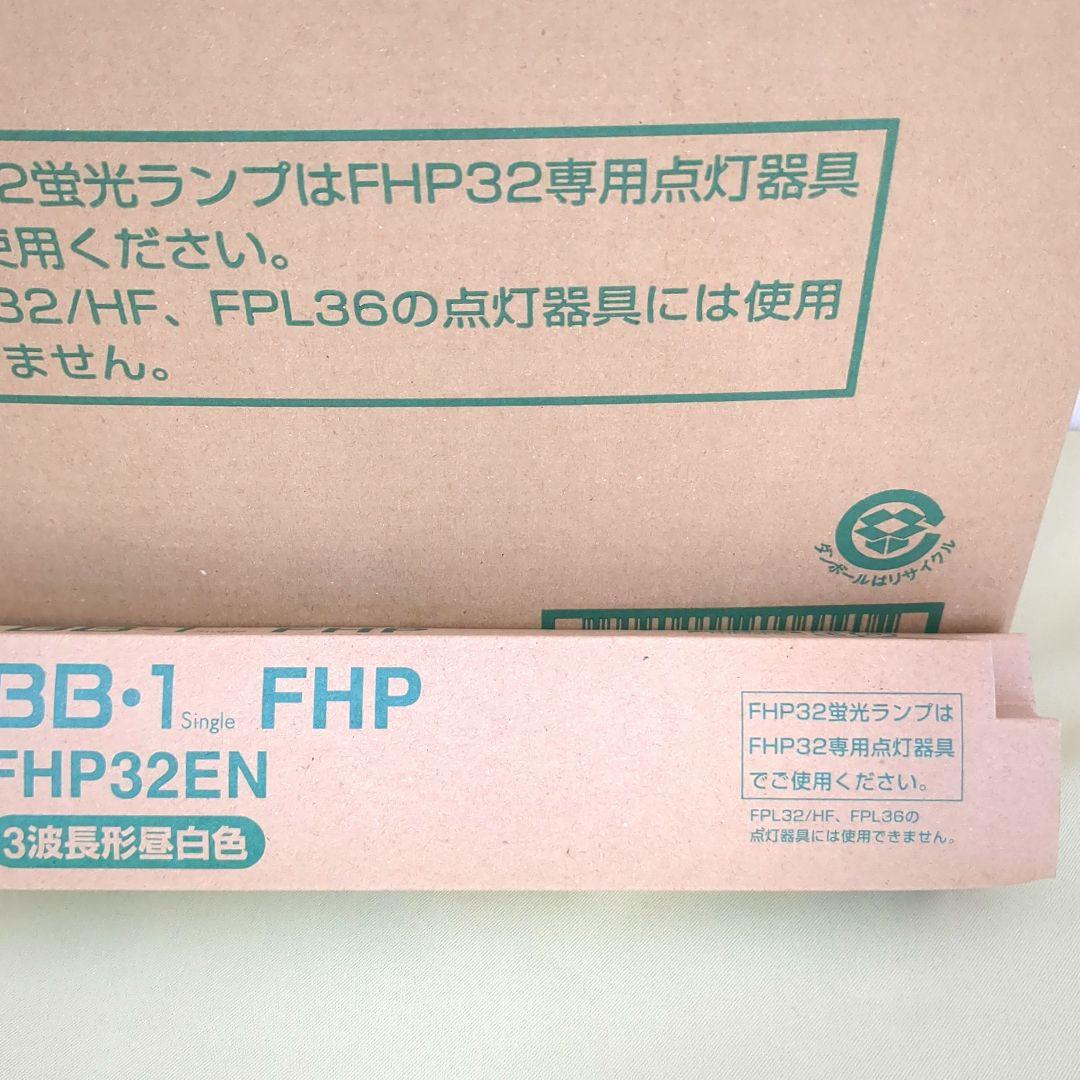 2蛍光ランプはFHP32専用点灯器具
使用ください。
32/HF、FPL36の点灯器具には使用
ません。
ダンボールはリサイクル
BB・1 Single FHP
FHP32EN
3波長形昼白色
FHP32蛍光ランプは
FHP32専用点灯器具
でご使用ください。
FPL32/HF、FPL36の
点灯器具には使用できません。